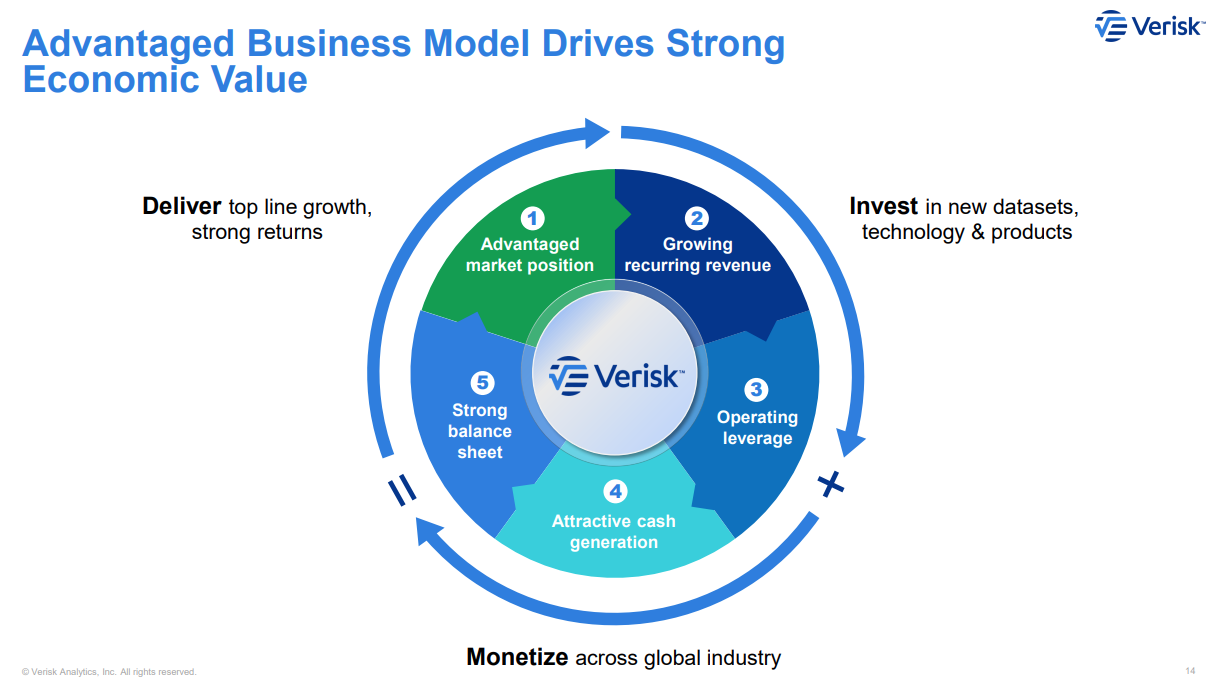 Advantaged Business Model Drives Strong
Economic Value
Verisk™
Deliver top line growth,
strong returns
Invest in new datasets,
technology & products
1
Advantaged
market position
2
Growing
recurring revenue
3
Operating
leverage
4
Attractive cash
generation
5
Strong
balance
sheet
Verisk™
+
=
Monetize across global industry
© Verisk Analytics, Inc. All rights reserved.
14